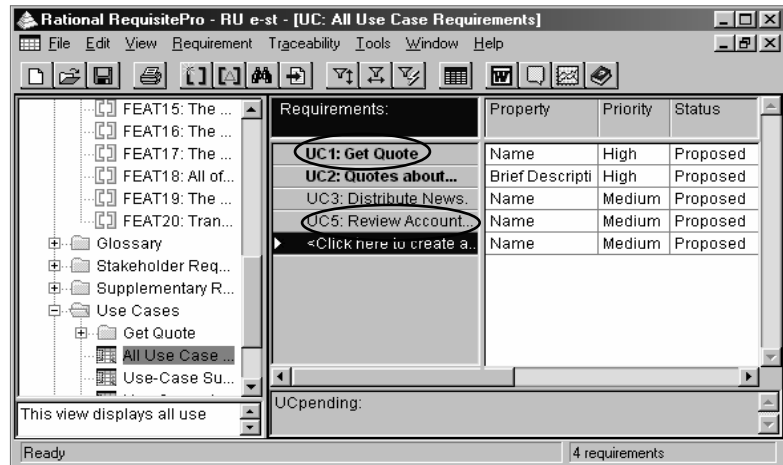 Rational RequisitePro - RU e-st - [UC: All Use Case Requirements]
File Edit View Requirement Traceability Tools Window Help
FEAT15: The ...
FEAT16: The ...
FEAT17: The ...
FEAT18: All of...
FEAT19: The ...
FEAT20: Tran...
Glossary
Stakeholder Req...
Supplementary R...
Use Cases
Get Quote
All Use Case ...
Use-Case Su...
This view displays all use
Requirements: Property Priority Status
UC1: Get Quote Name High Proposed
UC2: Quotes about... Brief Descripti High Proposed
UC3: Distribute News. Name Medium Proposed
UC5: Review Account... Name Medium Proposed
<Click here to create a.. Name Medium Proposed
UCpending:
Ready 4 requirements